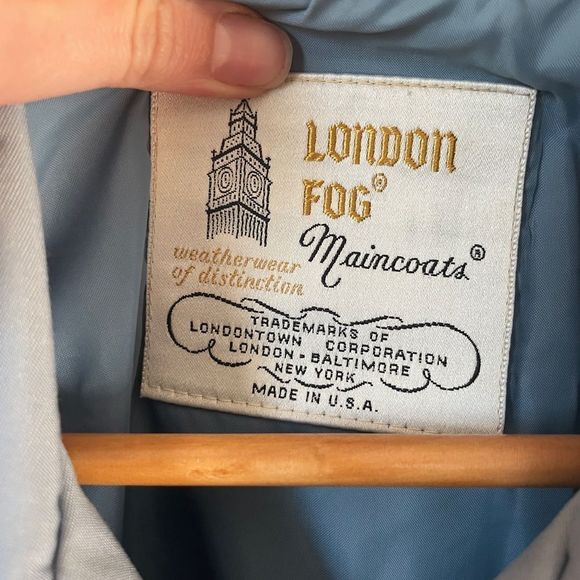 LONDON
FOG®
Maincoats®
weatherwear
of distinction
TRADEMARKS OF
LONDONTOWN CORPORATION
LONDON - BALTIMORE
NEW YORK
MADE IN U.S.A.